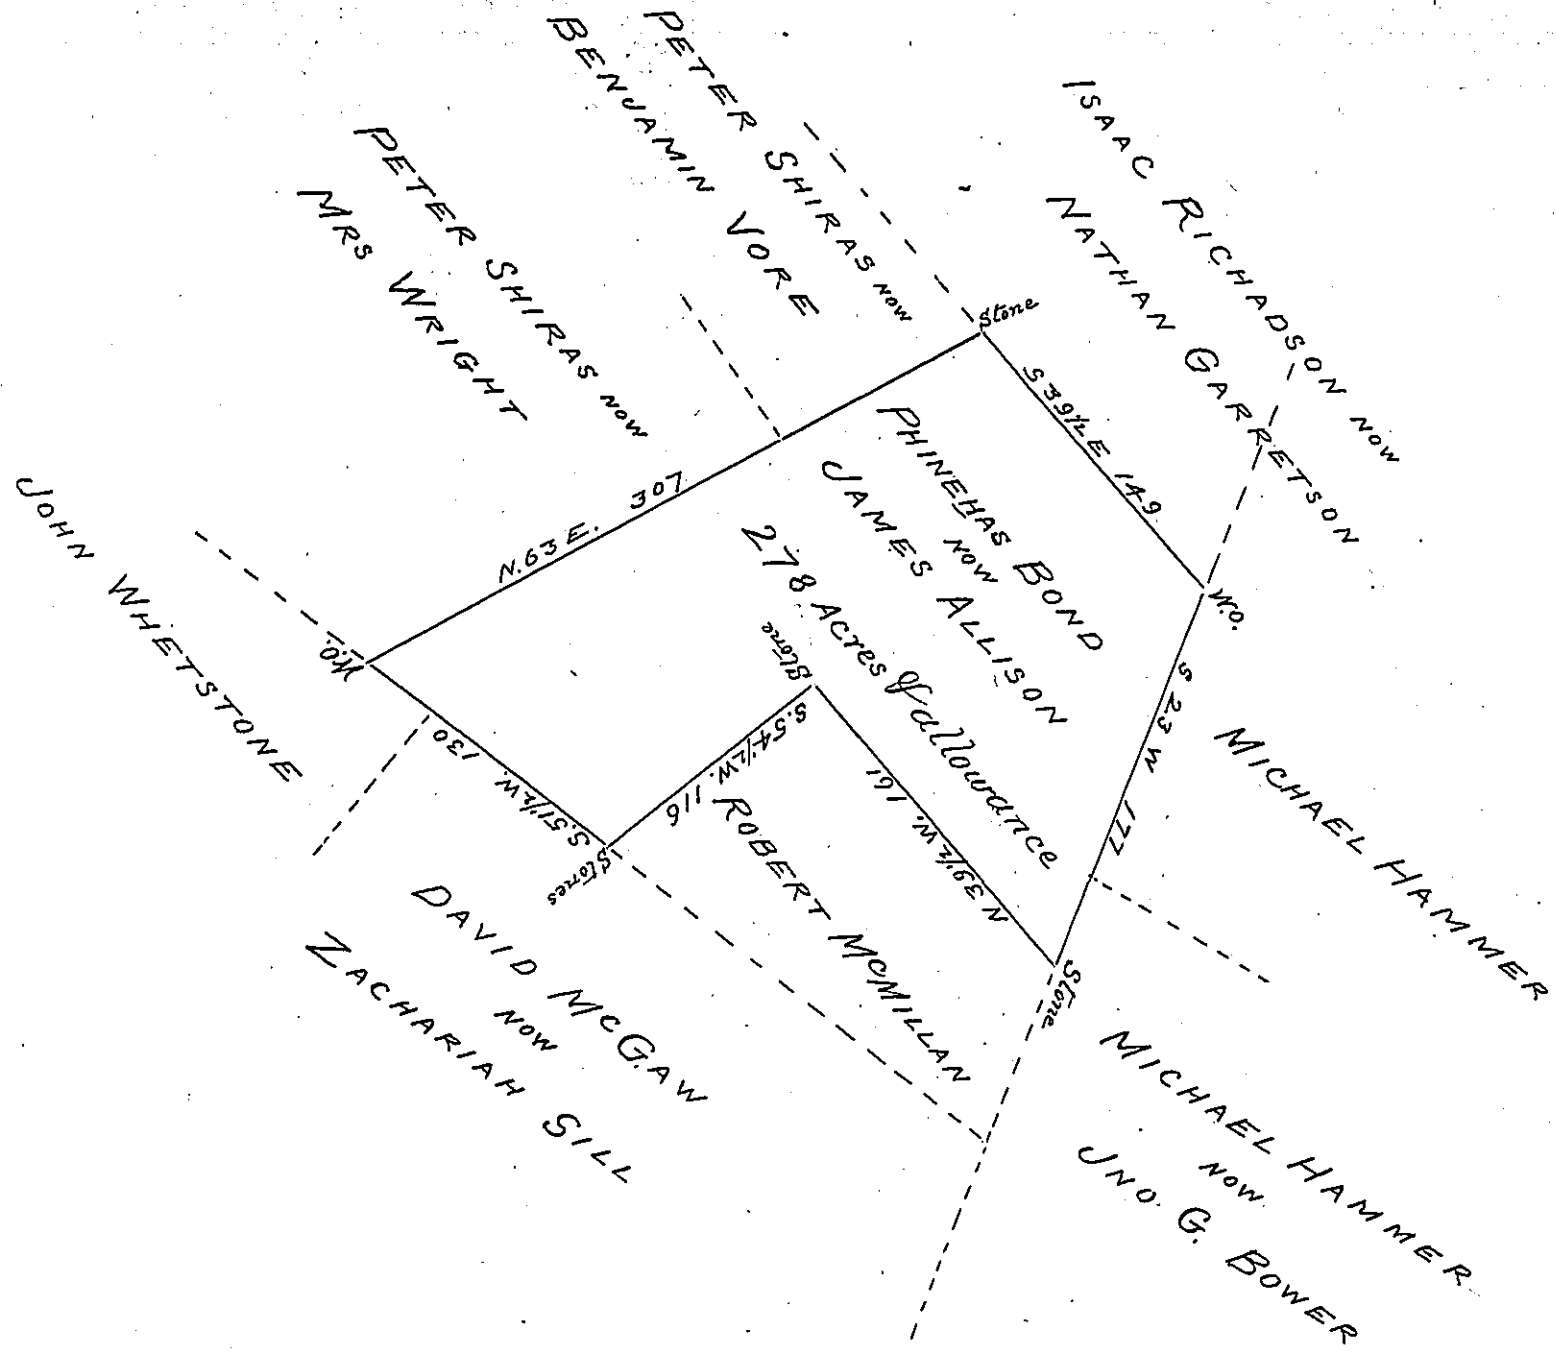 PETER SHIRAS NOW
BENJAMIN VORE
PETER SHIRAS NOW
MRS WRIGHT
ISAAC RICHADSON NOW
NATHAN GARRETSON
JOHN WHETSTONE
Stone
S 39½ E 149
N. 63 E. 307
W.O.
W.O.
PHINEHAS BOND
NOW
JAMES ALLISON
278 Acres & allowance
Stone
S. 54½ W. 116
N 39½ W. 161
S 23 W 177
S. 51½ W. 130
Stones
Stone
ROBERT MCMILLAN
MICHAEL HAMMER
DAVID MCGAW
NOW
ZACHARIAH SILL
MICHAEL HAMMER
NOW
JNO. G. BOWER